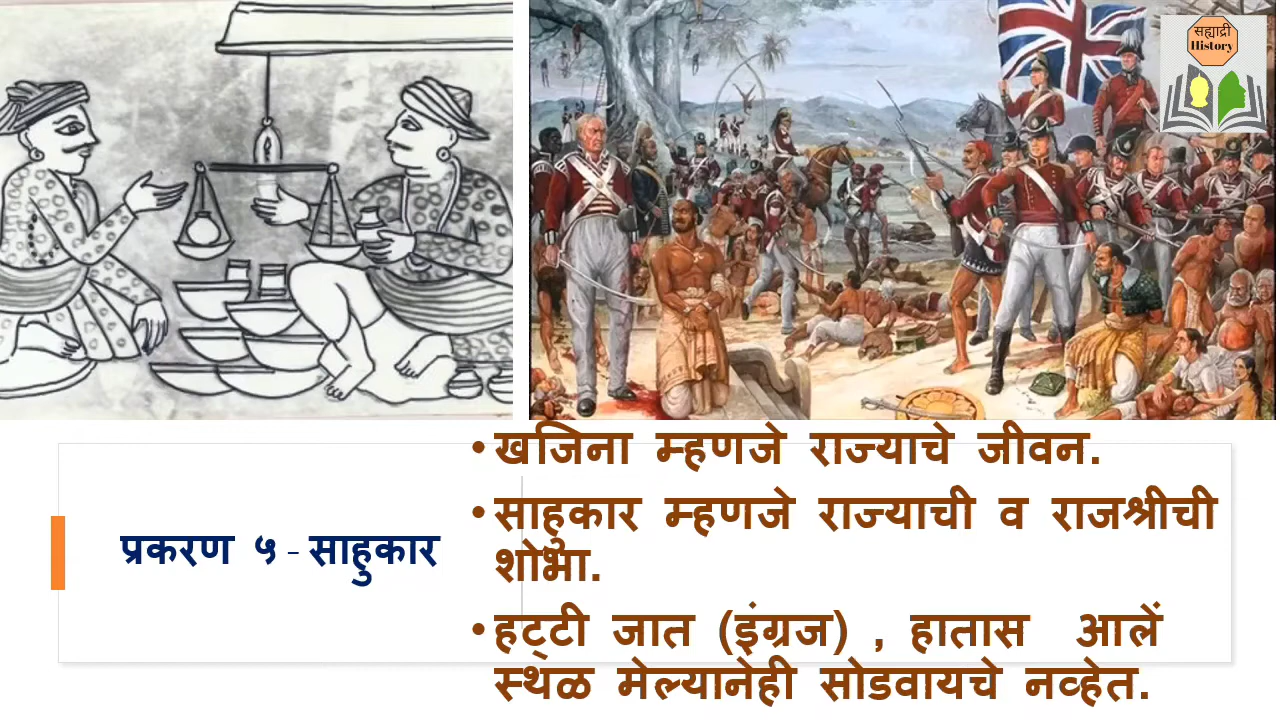 सह्याद्री
History
प्रकरण ५ - साहुकार
•खजिना म्हणजे राज्याचे जीवन.
•साहुकार म्हणजे राज्याची व राजश्रीची
शोभा.
•हट्टी जात (इंग्रज) , हातास आलें
स्थळ मेल्यानेही सोडवायचे नव्हेत.